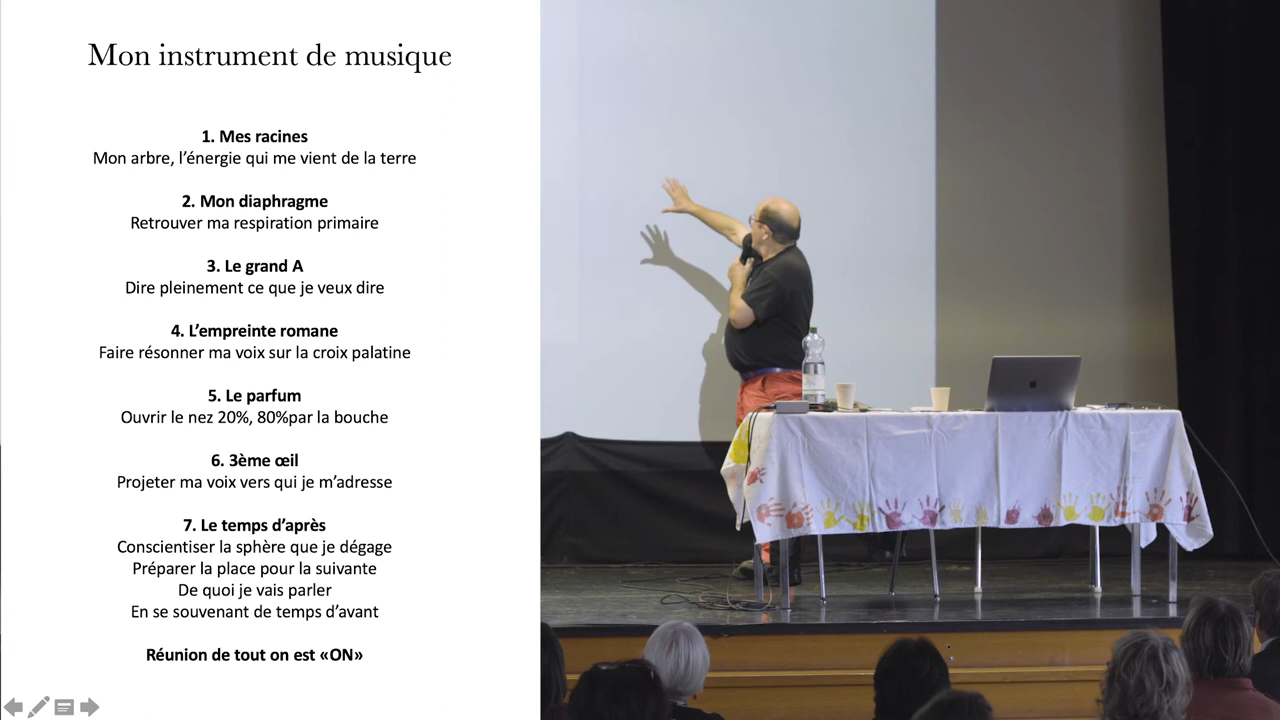 Mon instrument de musique
1. Mes racines
Mon arbre, l’énergie qui me vient de la terre
2. Mon diaphragme
Retrouver ma respiration primaire
3. Le grand A
Dire pleinement ce que je veux dire
4. L’empreinte romane
Faire résonner ma voix sur la croix palatine
5. Le parfum
Ouvrir le nez 20%, 80%par la bouche
6. 3ème œil
Projeter ma voix vers qui je m’adresse
7. Le temps d’après
Conscientiser la sphère que je dégage
Préparer la place pour la suivante
De quoi je vais parler
En se souvenant de temps d’avant
Réunion de tout on est «ON»